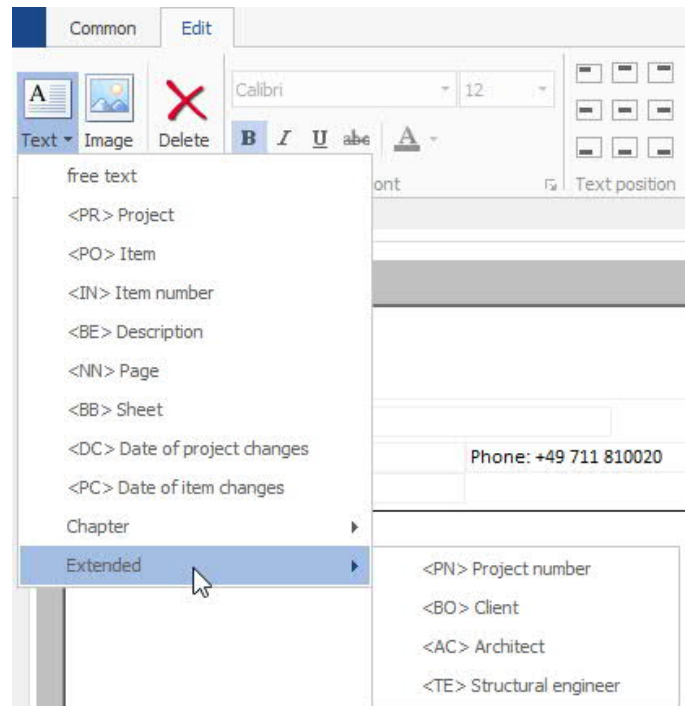 Common Edit
Calibri 12
Text Image Delete B I U abc A
ont Text position
free text
<PR> Project
<PO> Item
<IN> Item number
<BE> Description
<NN> Page
<BB> Sheet
<DC> Date of project changes
Phone: +49 711 810020
<PC> Date of item changes
Chapter
Extended
<PN> Project number
<BO> Client
<AC> Architect
<TE> Structural engineer